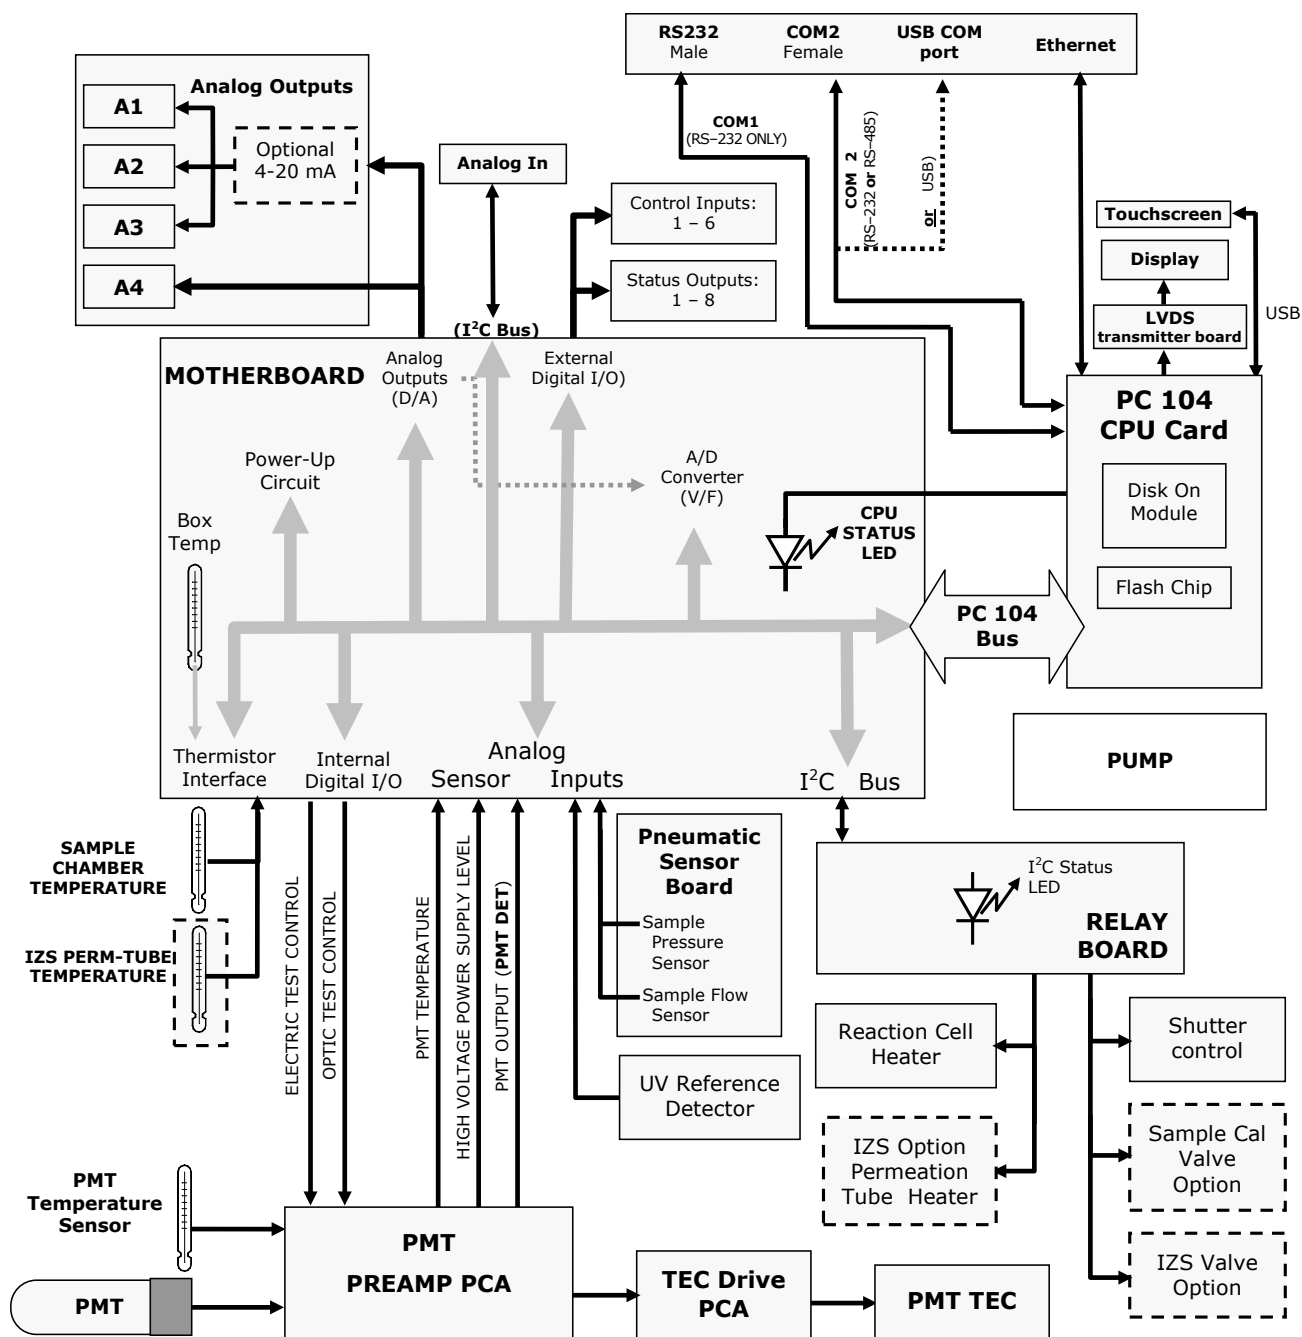 RS232
Male
COM2
Female
USB COM
port
Ethernet
Analog Outputs
A1
A2
A3
A4
Optional
4-20 mA
Analog In
(I²C Bus)
Control Inputs:
1 – 6
Status Outputs:
1 – 8
COM1
(RS–232 ONLY)
COM 2
(RS–232 or RS–485)
or USB)
Touchscreen
Display
LVDS
transmitter board
USB
MOTHERBOARD
Analog
Outputs
(D/A)
External
Digital I/O)
Power-Up
Circuit
A/D
Converter
(V/F)
Box
Temp
CPU
STATUS
LED
PC 104
CPU Card
Disk On
Module
Flash Chip
PC 104
Bus
Thermistor
Interface
Internal
Digital I/O
Analog
Sensor Inputs
I²C Bus
PUMP
SAMPLE
CHAMBER
TEMPERATURE
IZS PERM-TUBE
TEMPERATURE
ELECTRIC TEST CONTROL
OPTIC TEST CONTROL
PMT TEMPERATURE
HIGH VOLTAGE POWER SUPPLY LEVEL
PMT OUTPUT (PMT DET)
Pneumatic
Sensor
Board
Sample
Pressure
Sensor
Sample Flow
Sensor
UV Reference
Detector
I²C Status
LED
RELAY
BOARD
Reaction Cell
Heater
IZS Option
Permeation
Tube Heater
Shutter
control
Sample Cal
Valve
Option
IZS Valve
Option
PMT
Temperature
Sensor
PMT
PMT
PREAMP PCA
TEC Drive
PCA
PMT TEC